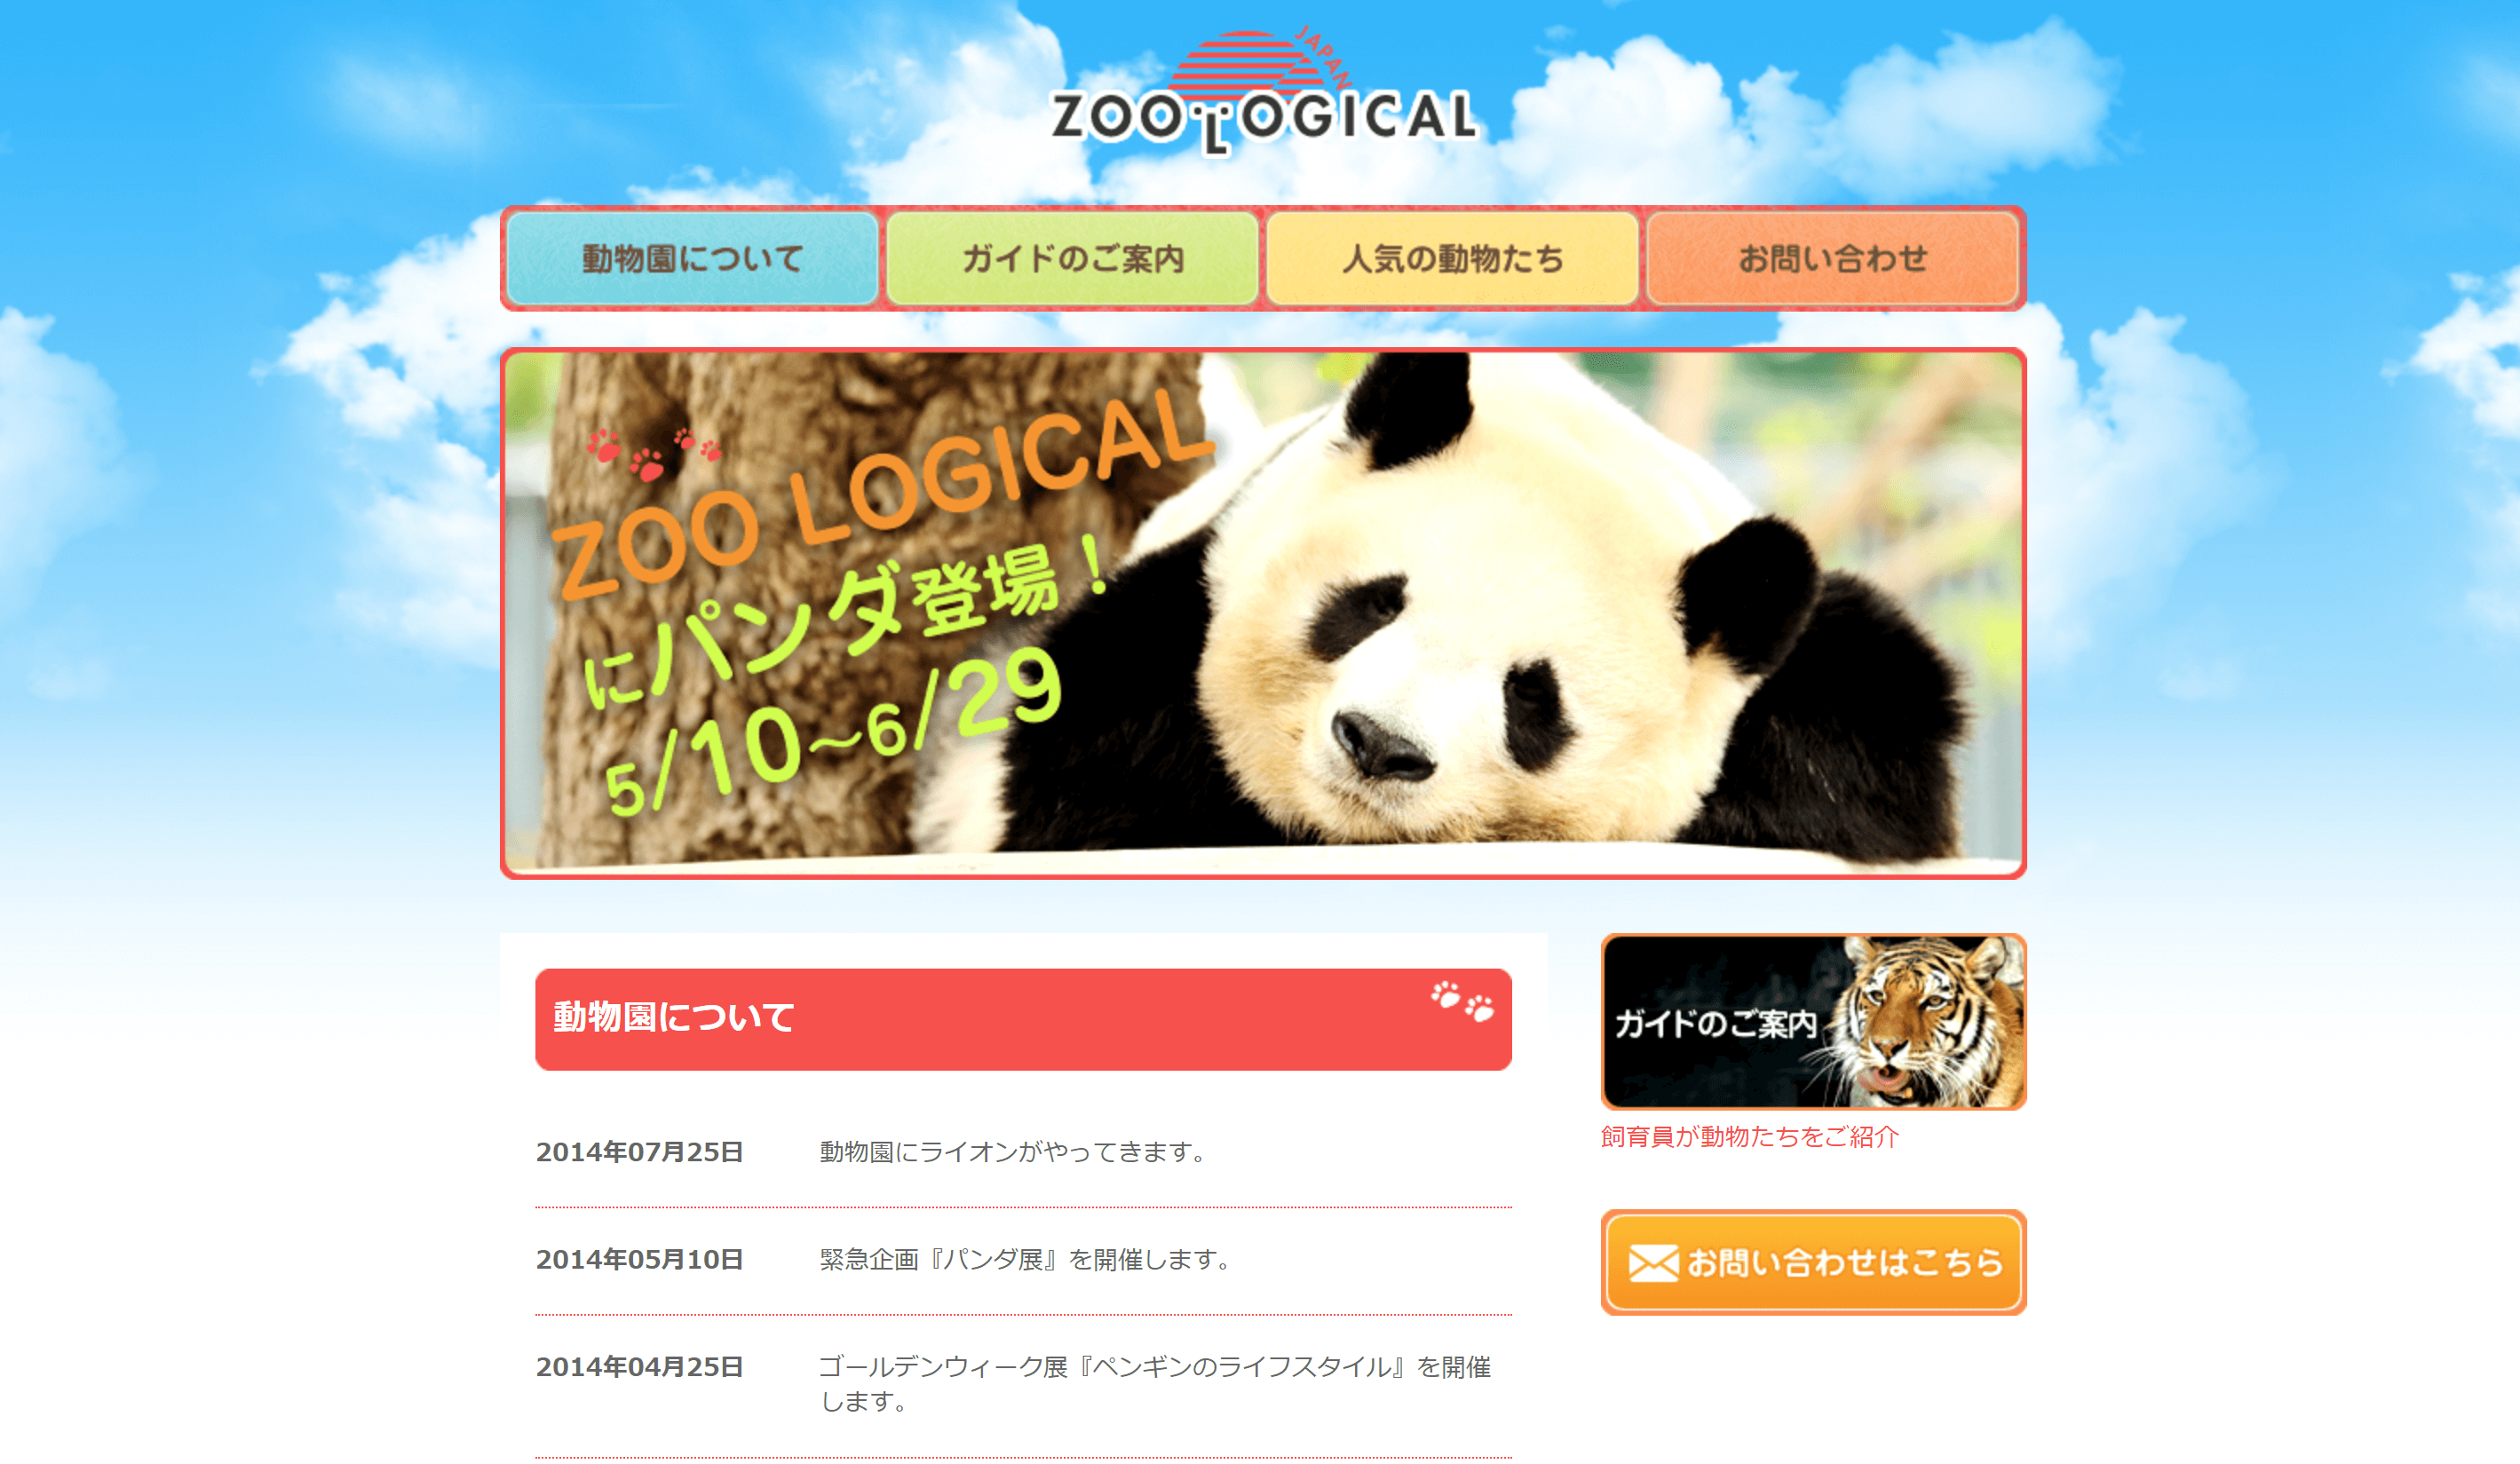 JAPAN
ZOOLOGICAL
動物園について
ガイドのご案内
人気の動物たち
お問い合わせ
ZOO LOGICAL
にパンダ登場！
5/10～6/29
動物園について
2014年07月25日 動物園にライオンがやってきます。
2014年05月10日 緊急企画『パンダ展』を開催します。
2014年04月25日 ゴールデンウィーク展『ペンギンのライフスタイル』を開催
します。
ガイドのご案内
飼育員が動物たちをご紹介
お問い合わせはこちら